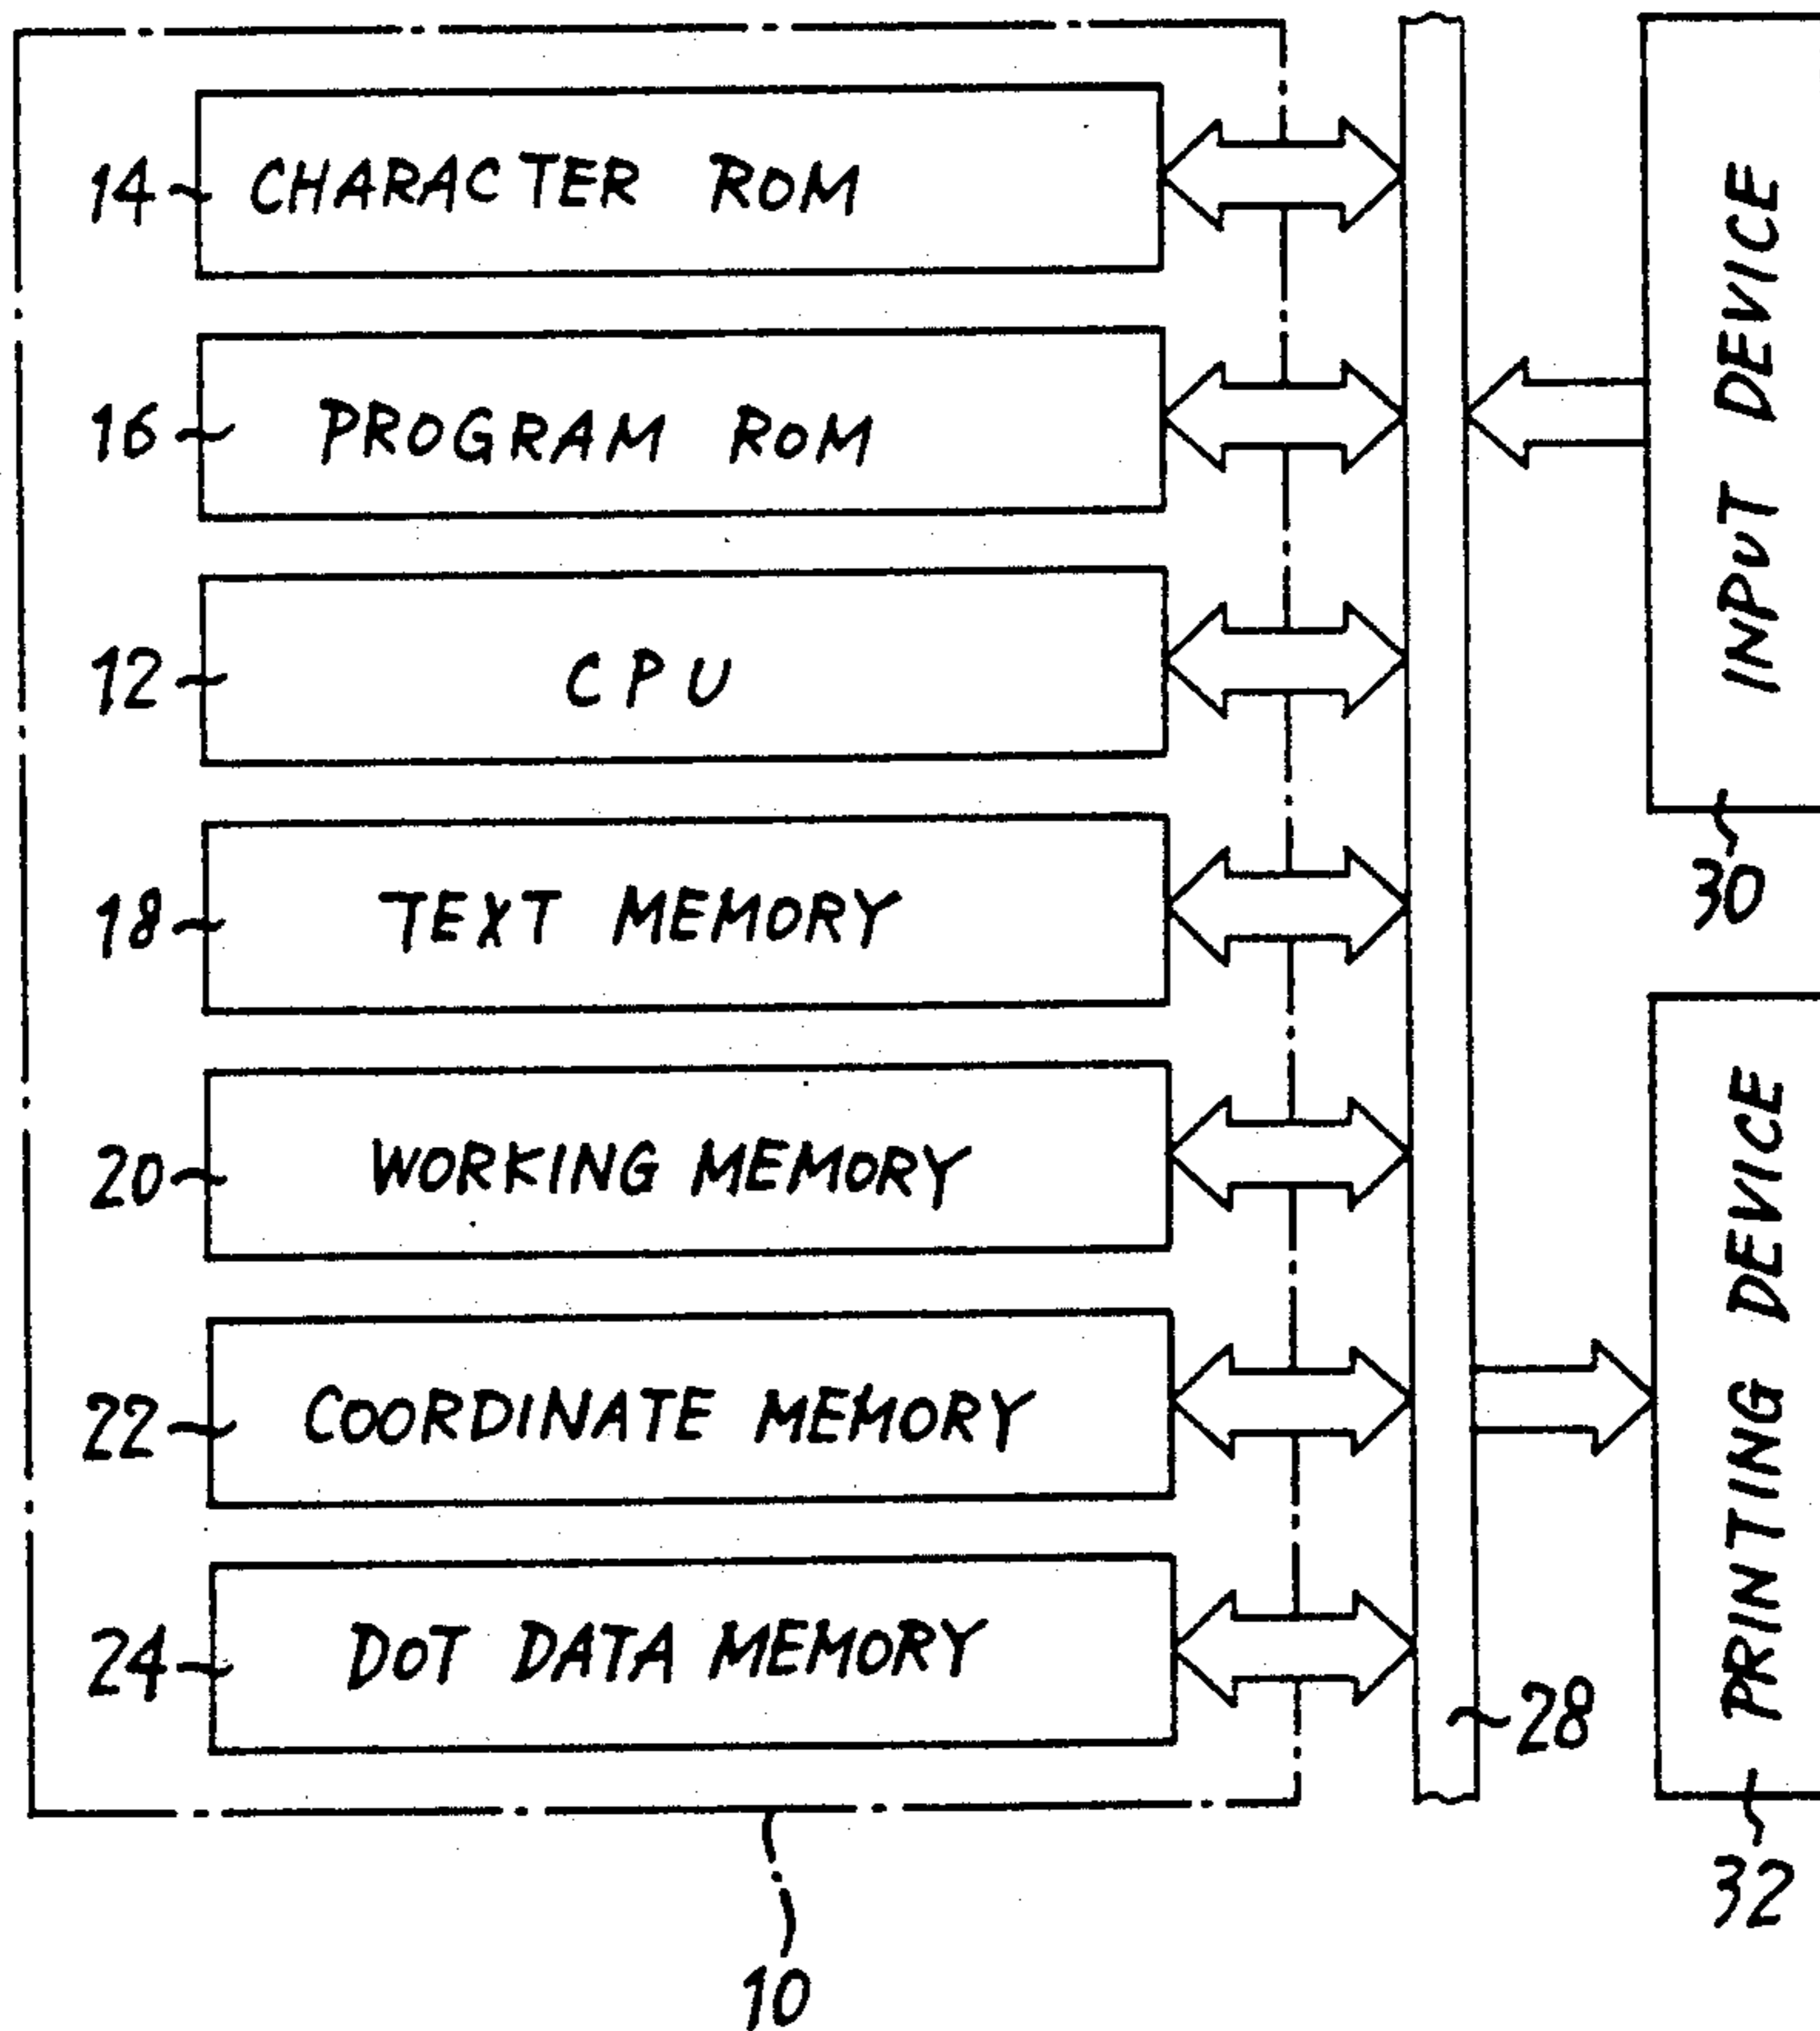 14 CHARACTER ROM
16 PROGRAM ROM
12 CPU
18 TEXT MEMORY
20 WORKING MEMORY
22 COORDINATE MEMORY
24 DOT DATA MEMORY
10
28
INPUT DEVICE
30
PRINTING DEVICE
32